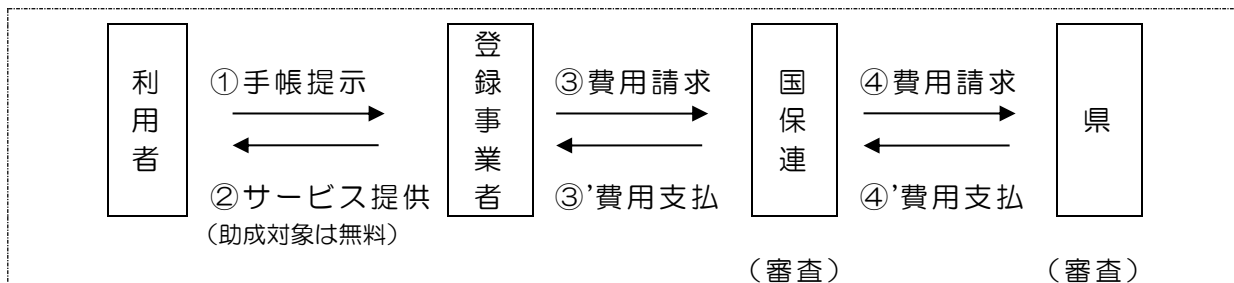 利用者
①手帳提示
②サービス提供
(助成対象は無料)
登録事業者
③費用請求
③’費用支払
国保連
(審査)
④費用請求
④’費用支払
県
(審査)